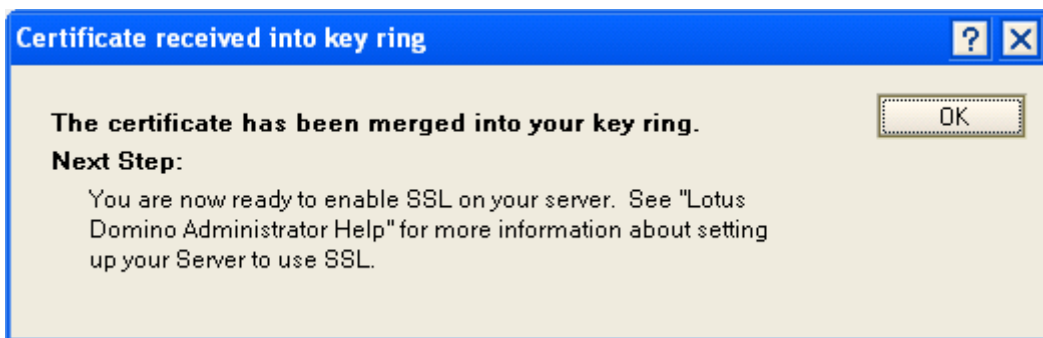 Certificate received into key ring
The certificate has been merged into your key ring.
OK
Next Step:
You are now ready to enable SSL on your server. See "Lotus
Domino Administrator Help" for more information about setting
up your Server to use SSL.